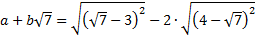 a + b√7 = √((√7 − 3)²) − 2 · √((4 − √7)²)